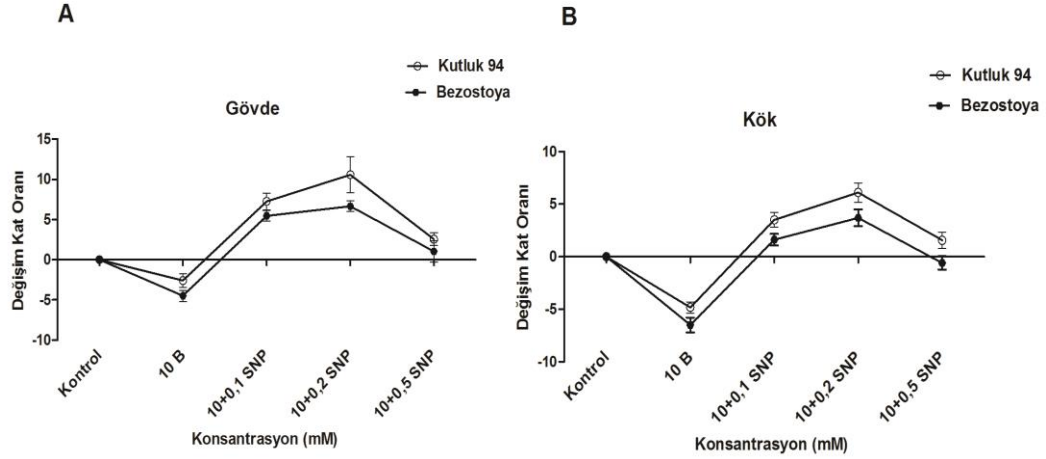 A
Kutluk 94
Bezostoya
Gövde
Değişim Kat Oranı
15
10
5
0
-5
-10
Kontrol
10 B
10+0,1 SNP
10+0,2 SNP
10+0,5 SNP
Konsantrasyon (mM)
B
Kutluk 94
Bezostoya
Kök
Değişim Kat Oranı
10
5
0
-5
-10
Kontrol
10 B
10+0,1 SNP
10+0,2 SNP
10+0,5 SNP
Konsantrasyon (mM)